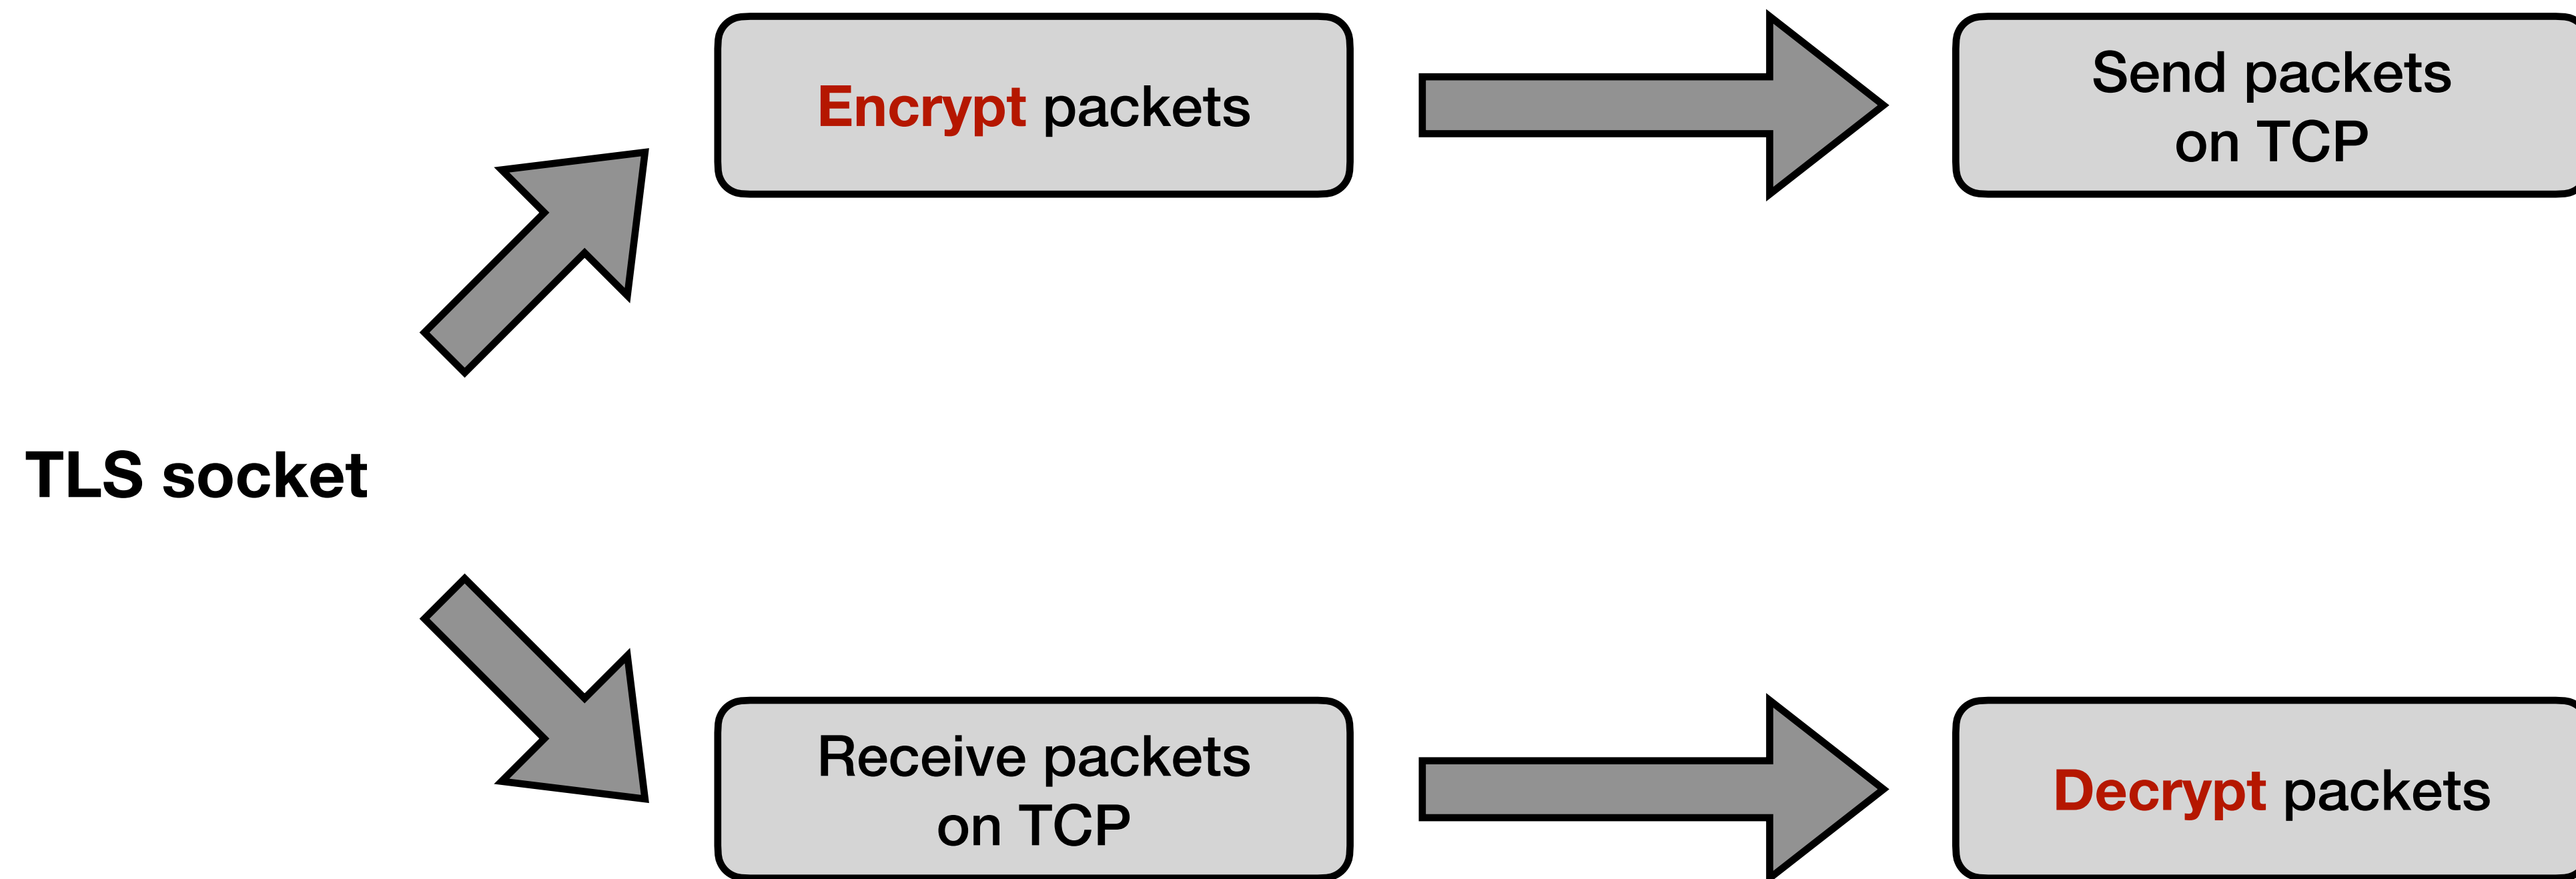 Encrypt packets
Send packets
on TCP
TLS socket
Receive packets
on TCP
Decrypt packets